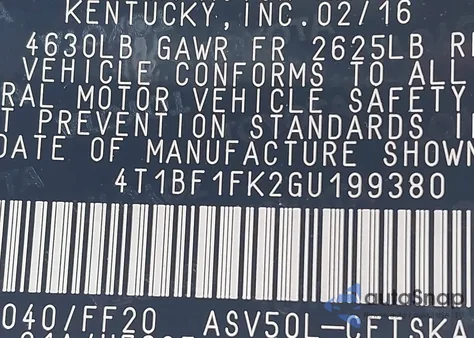 KENTUCKY, INC. 02/16
4630LB GAWR FR 2625LB R
VEHICLE CONFORMS TO ALL
RAL MOTOR VEHICLE SAFETY
T PREVENTION STANDARDS I
DATE OF MANUFACTURE SHOWN
4T1BF1FK2GU199380
autoSnap
040/FF20 ASV50L-CETSKA